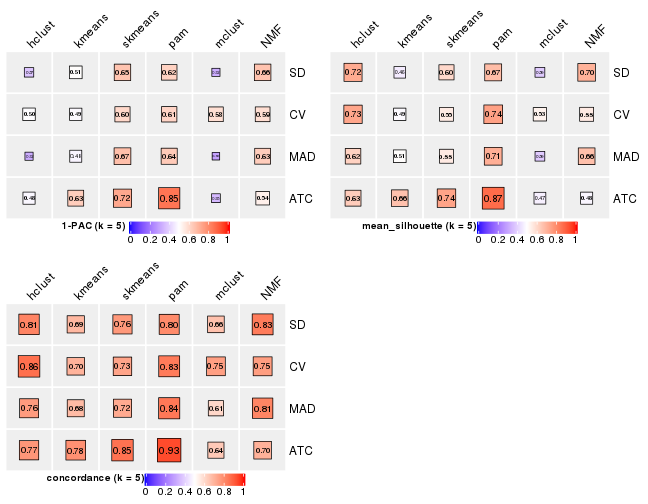 hclust kmeans skmeans pam mclust NMF
0.51 0.65 0.62 0.66 SD
0.50 0.49 0.60 0.61 0.58 0.59 CV
0.48 0.67 0.64 0.63 MAD
0.48 0.63 0.72 0.85 0.54 ATC
1-PAC (k = 5)
0 0.2 0.4 0.6 0.8 1
hclust kmeans skmeans pam mclust NMF
0.72 0.46 0.60 0.67 0.70 SD
0.73 0.49 0.55 0.74 0.53 0.55 CV
0.62 0.51 0.55 0.71 0.66 MAD
0.63 0.66 0.74 0.87 0.47 0.48 ATC
mean_silhouette (k = 5)
0 0.2 0.4 0.6 0.8 1
hclust kmeans skmeans pam mclust NMF
0.81 0.69 0.76 0.80 0.66 0.83 SD
0.86 0.70 0.73 0.83 0.75 0.75 CV
0.76 0.68 0.72 0.84 0.61 0.81 MAD
0.77 0.78 0.85 0.93 0.64 0.70 ATC
concordance (k = 5)
0 0.2 0.4 0.6 0.8 1